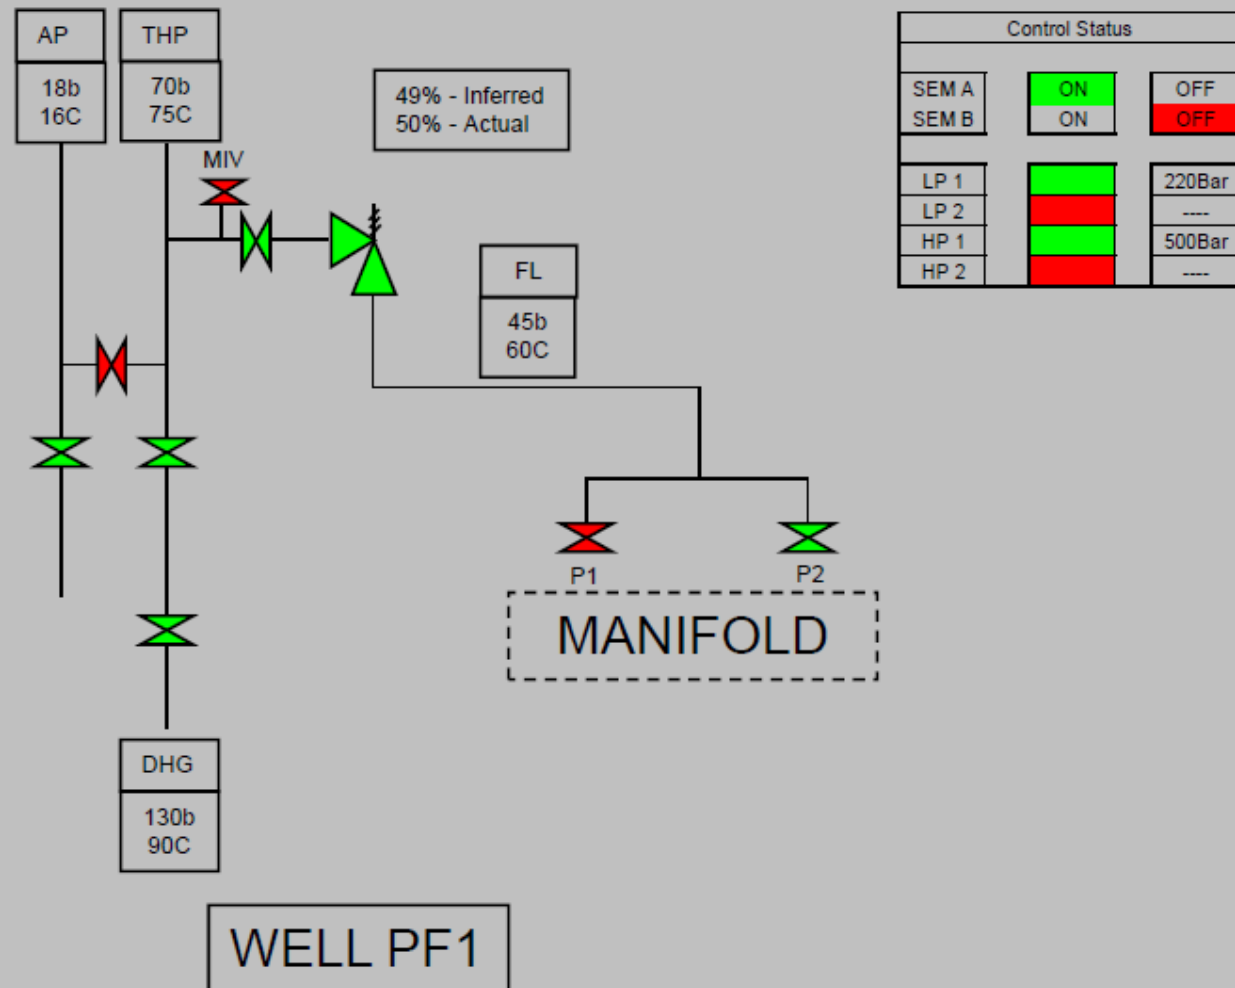 AP
18b
16C
THP
70b
75C
49% - Inferred
50% - Actual
MIV
FL
45b
60C
P1
P2
MANIFOLD
DHG
130b
90C
WELL PF1
Control Status
SEM A ON OFF
SEM B ON OFF
LP 1 220Bar
LP 2 ----
HP 1 500Bar
HP 2 ----